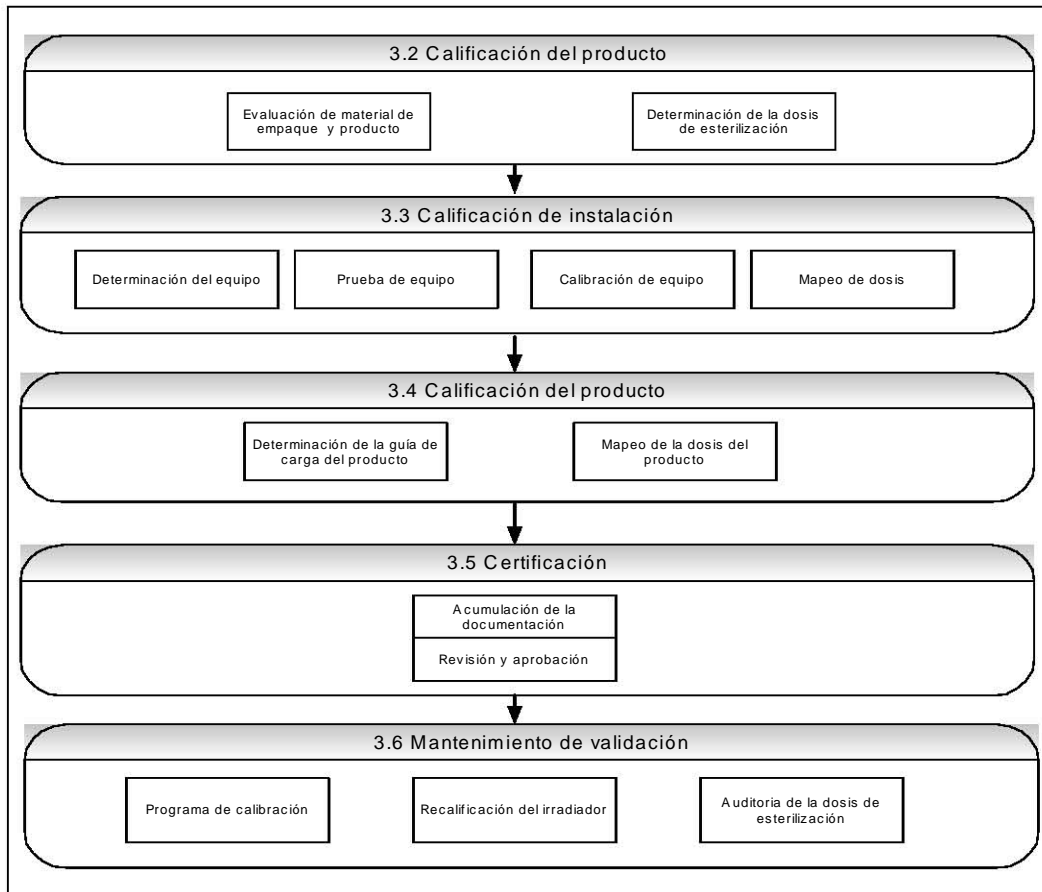 3.2 Calificación del producto
Evaluación de material de
empaque y producto
Determinación de la dosis
de esterilización
3.3 Calificación de instalación
Determinación del equipo
Prueba de equipo
Calibración de equipo
Mapeo de dosis
3.4 Calificación del producto
Determinación de la guía de
carga del producto
Mapeo de la dosis del
producto
3.5 Certificación
Acumulación de la
documentación
Revisión y aprobación
3.6 Mantenimiento de validación
Programa de calibración
Recalificación del irradiador
Auditoria de la dosis de
esterilización